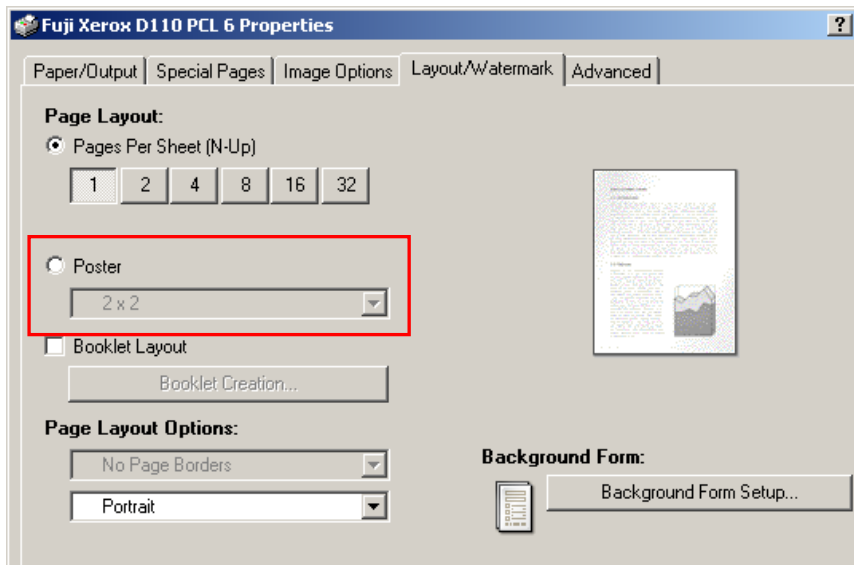 Fuji Xerox D110 PCL 6 Properties
?
Paper/Output Special Pages Image Options Layout/Watermark Advanced
Page Layout:
Pages Per Sheet (N-Up)
1 2 4 8 16 32
Poster
2 x 2
Booklet Layout
Booklet Creation...
Page Layout Options:
No Page Borders
Portrait
Background Form:
Background Form Setup...